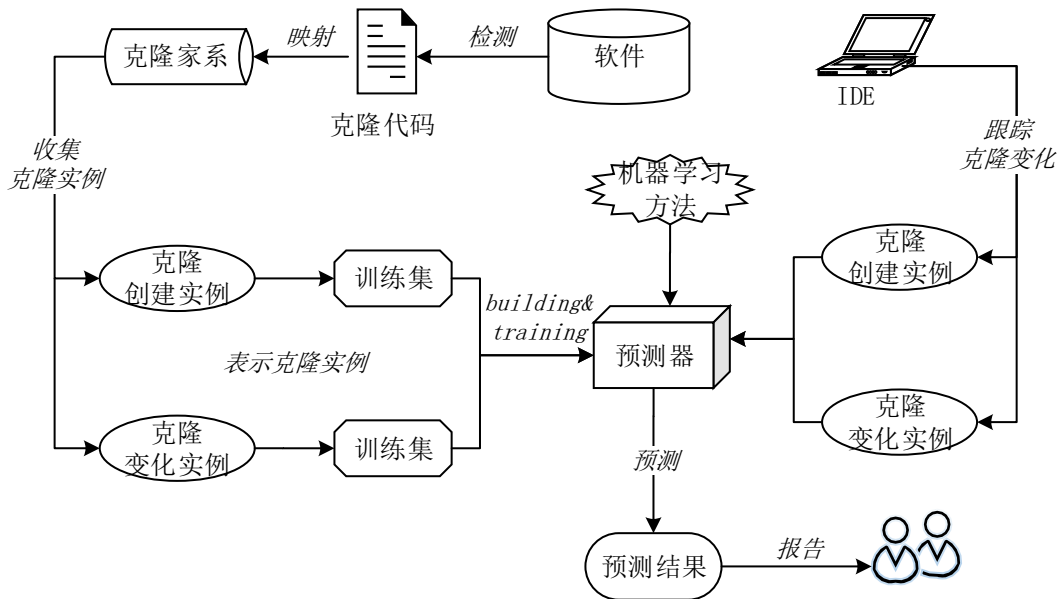 克隆家系
映射
检测
软件
克隆代码
IDE
收集
克隆实例
跟踪
克隆变化
机器学习
方法
克隆
创建实例
训练集
building&
training
预测器
克隆
创建实例
表示克隆实例
克隆
变化实例
训练集
克隆
变化实例
预测
预测结果
报告